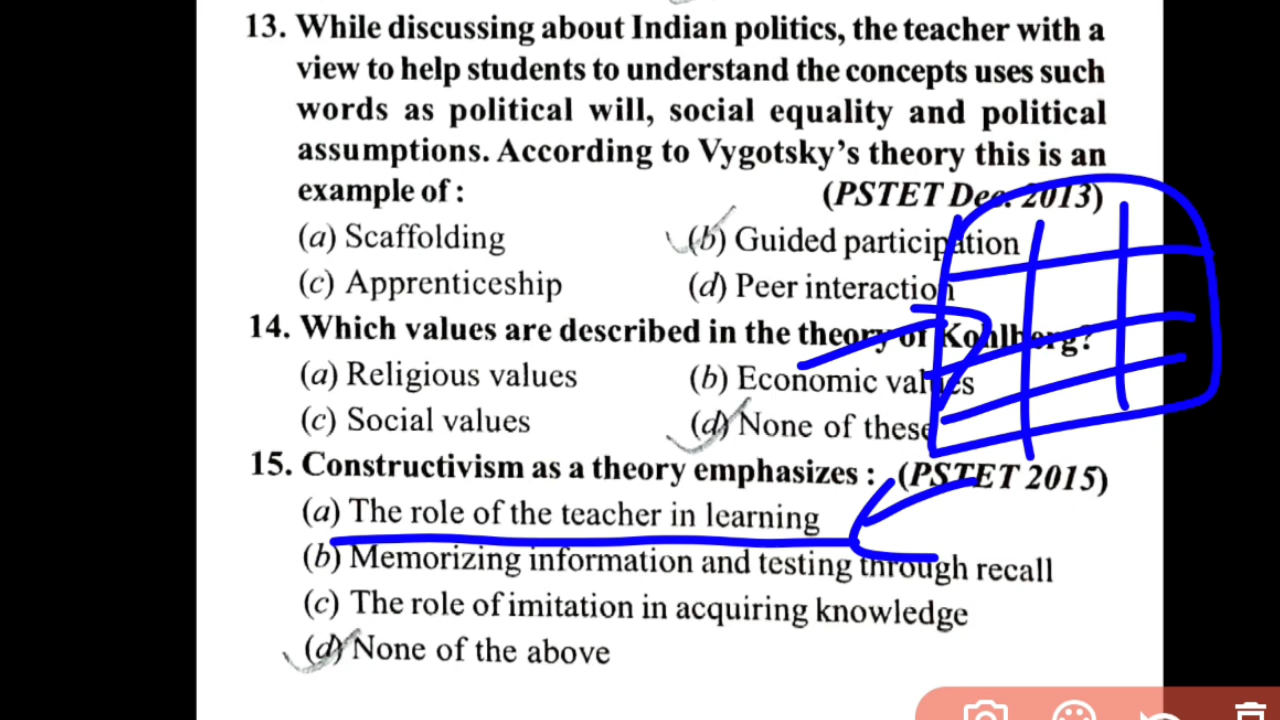 13. While discussing about Indian politics, the teacher with a
view to help students to understand the concepts uses such
words as political will, social equality and political
assumptions. According to Vygotsky's theory this is an
example of : (PSTET Dec. 2013)
(a) Scaffolding (b) Guided participation
(c) Apprenticeship (d) Peer interaction
14. Which values are described in the theory of Kohlberg?
(a) Religious values (b) Economic values
(c) Social values (d) None of these
15. Constructivism as a theory emphasizes : (PSTET 2015)
(a) The role of the teacher in learning
(b) Memorizing information and testing through recall
(c) The role of imitation in acquiring knowledge
(d) None of the above